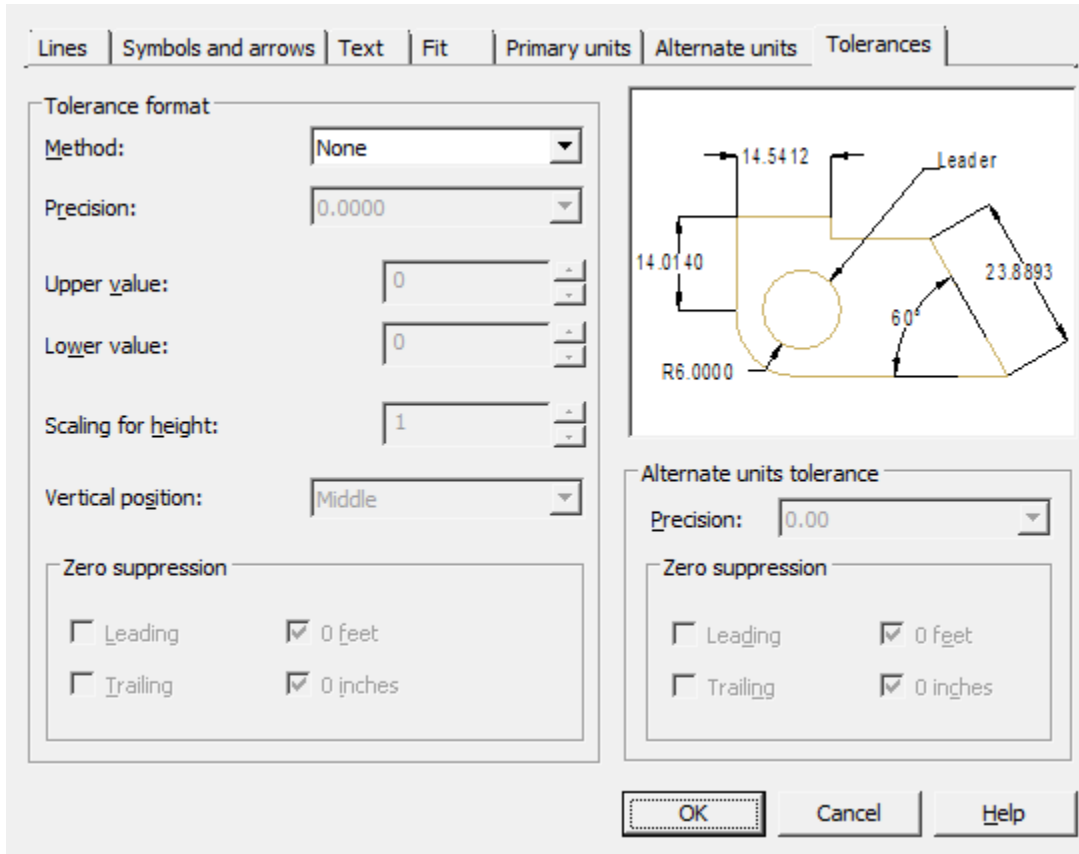 Lines Symbols and arrows Text Fit Primary units Alternate units Tolerances
Tolerance format
Method: None
Precision: 0.0000
Upper value: 0
Lower value: 0
Scaling for height: 1
Vertical position: Middle
Zero suppression
Leading 0 feet
Trailing 0 inches
14.5412
Leader
14.0140
23.8893
60°
R6.0000
Alternate units tolerance
Precision: 0.00
Zero suppression
Leading 0 feet
Trailing 0 inches
OK Cancel Help